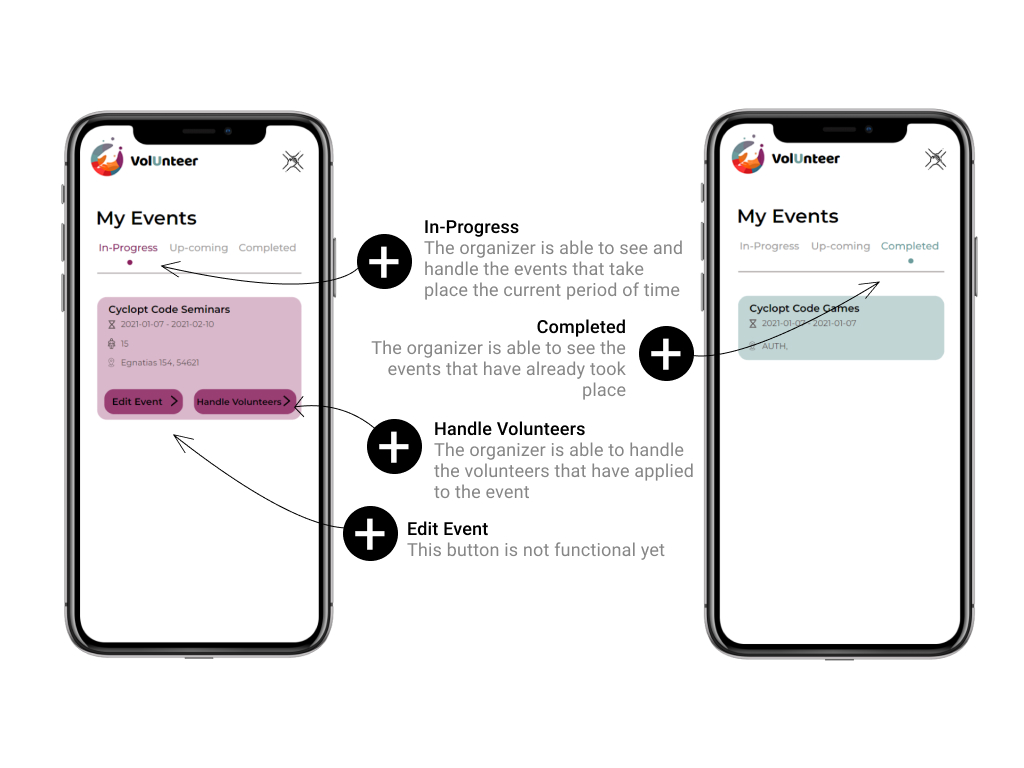 VolUnteer
My Events
In-Progress Up-coming Completed
Cyclopt Code Seminars
2021-01-07 - 2021-02-10
15
Egnatias 154, 54621
Edit Event
Handle Volunteers
In-Progress
The organizer is able to see and
handle the events that take
place the current period of time
Completed
The organizer is able to see the
events that have already took
place
Handle Volunteers
The organizer is able to handle
the volunteers that have applied
to the event
Edit Event
This button is not functional yet
VolUnteer
My Events
In-Progress Up-coming Completed
Cyclopt Code Games
2021-01-07 - 2021-01-07
AUTH,